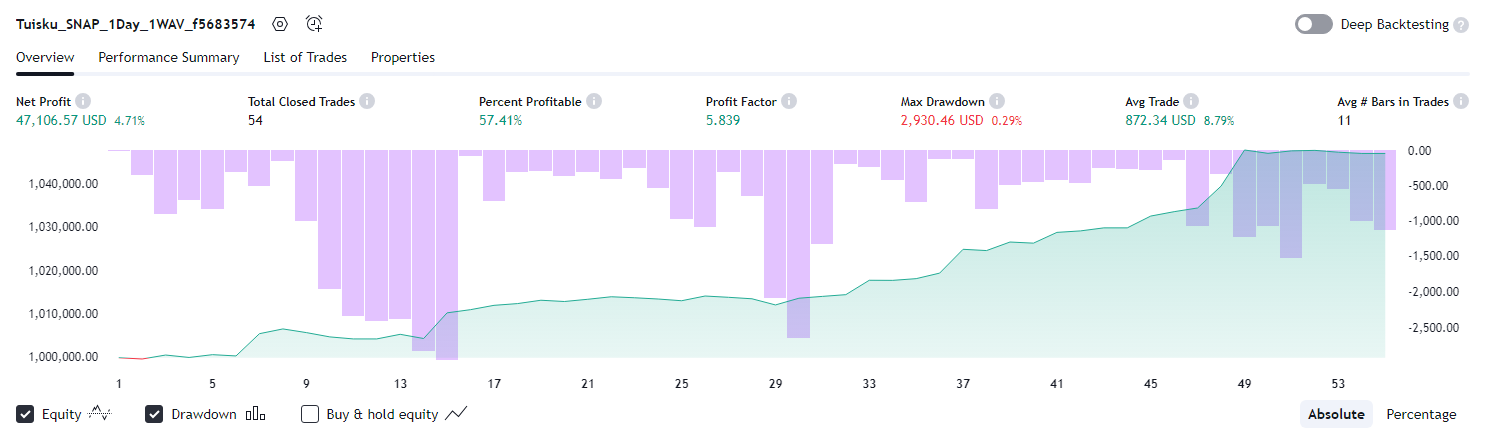 Tuisku_SNAP_1Day_1WAV_f5683574
Deep Backtesting ?
Overview Performance Summary List of Trades Properties
Net Profit i Total Closed Trades i Percent Profitable i Profit Factor i Max Drawdown i Avg Trade i Avg # Bars in Trades i
47,106.57 USD 4.71% 54 57.41% 5.839 2,930.46 USD 0.29% 872.34 USD 8.79% 11
0.00
1,040,000.00
-500.00
1,030,000.00
-1,000.00
-1,500.00
1,020,000.00
-2,000.00
1,010,000.00
-2,500.00
1,000,000.00
1 5 9 13 17 21 25 29 33 37 41 45 49 53
Equity Drawdown Buy & hold equity Absolute Percentage